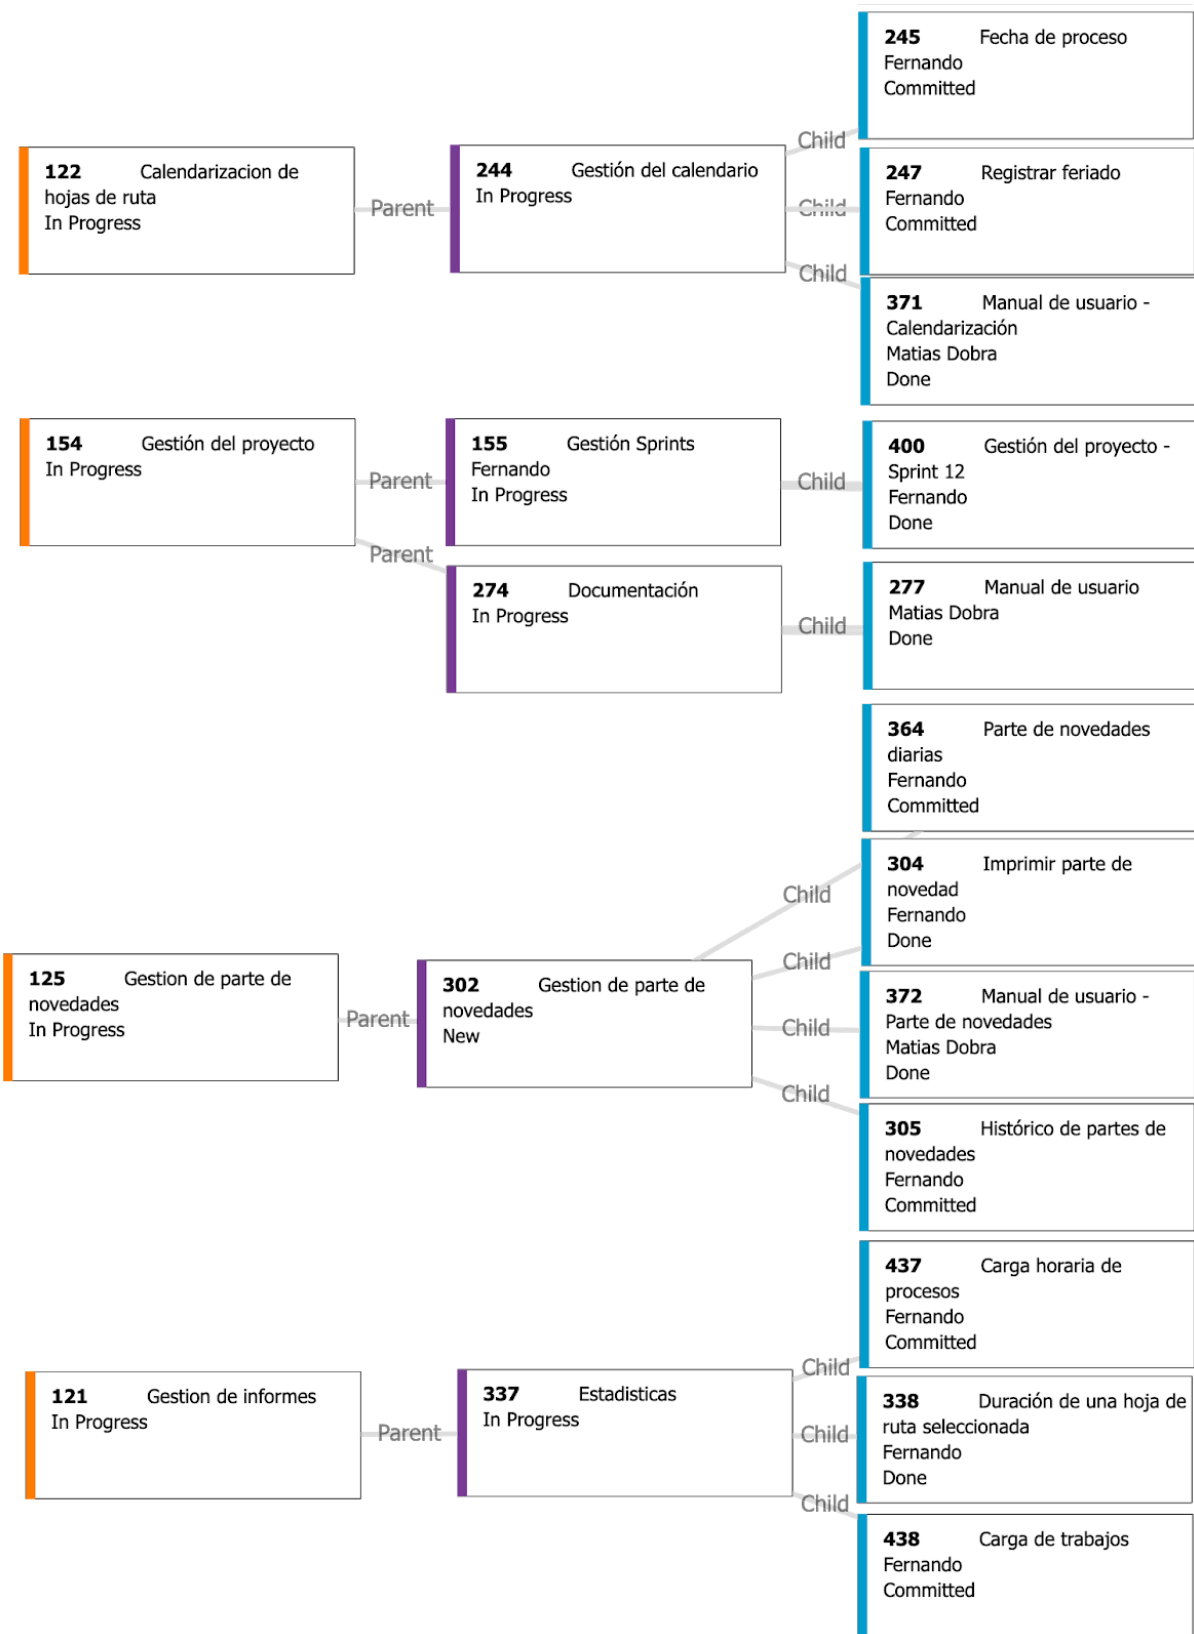 245 Fecha de proceso
Fernando
Committed
Child
122 Calendarizacion de
hojas de ruta
In Progress
Parent
244 Gestión del calendario
In Progress
Child
247 Registrar feriado
Fernando
Committed
Child
371 Manual de usuario -
Calendarización
Matias Dobra
Done
154 Gestión del proyecto
In Progress
Parent
155 Gestión Sprints
Fernando
In Progress
Child
400 Gestión del proyecto -
Sprint 12
Fernando
Done
Parent
274 Documentación
In Progress
Child
277 Manual de usuario
Matias Dobra
Done
364 Parte de novedades
diarias
Fernando
Committed
Child
304 Imprimir parte de
novedad
Fernando
Done
Child
125 Gestion de parte de
novedades
In Progress
Parent
302 Gestion de parte de
novedades
New
Child
372 Manual de usuario -
Parte de novedades
Matias Dobra
Done
Child
305 Histórico de partes de
novedades
Fernando
Committed
437 Carga horaria de
procesos
Fernando
Committed
Child
121 Gestion de informes
In Progress
Parent
337 Estadisticas
In Progress
Child
338 Duración de una hoja de
ruta seleccionada
Fernando
Done
Child
438 Carga de trabajos
Fernando
Committed